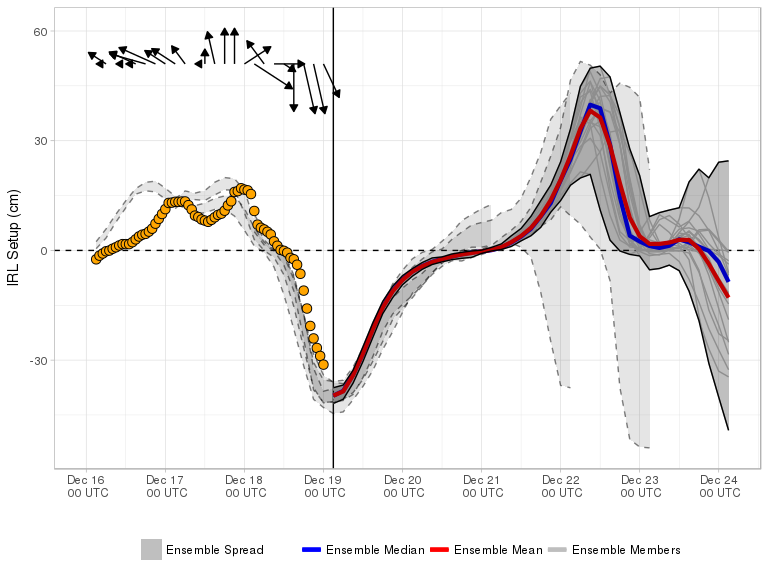 60
30
0
-30
IRL Setup (cm)
Dec 16 Dec 17 Dec 18 Dec 19 Dec 20 Dec 21 Dec 22 Dec 23 Dec 24
00 UTC 00 UTC 00 UTC 00 UTC 00 UTC 00 UTC 00 UTC 00 UTC 00 UTC
Ensemble Spread Ensemble Median Ensemble Mean Ensemble Members